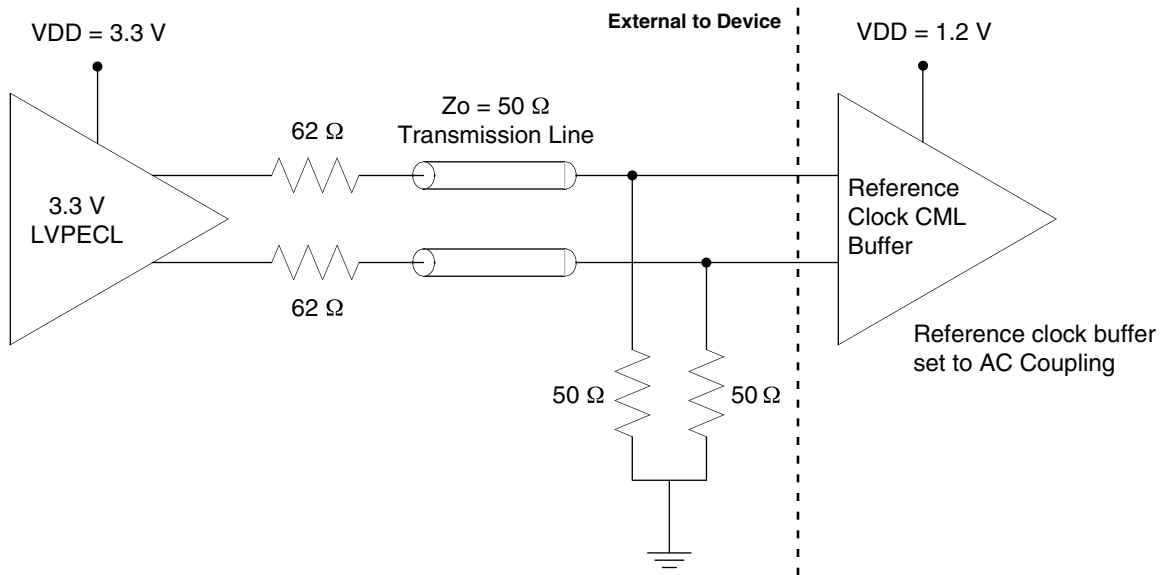 External to Device
VDD = 3.3 V
VDD = 1.2 V
Zo = 50 Ω
Transmission Line
62 Ω
3.3 V
LVPECL
62 Ω
Reference
Clock CML
Buffer
50 Ω
50 Ω
Reference clock buffer
set to AC Coupling